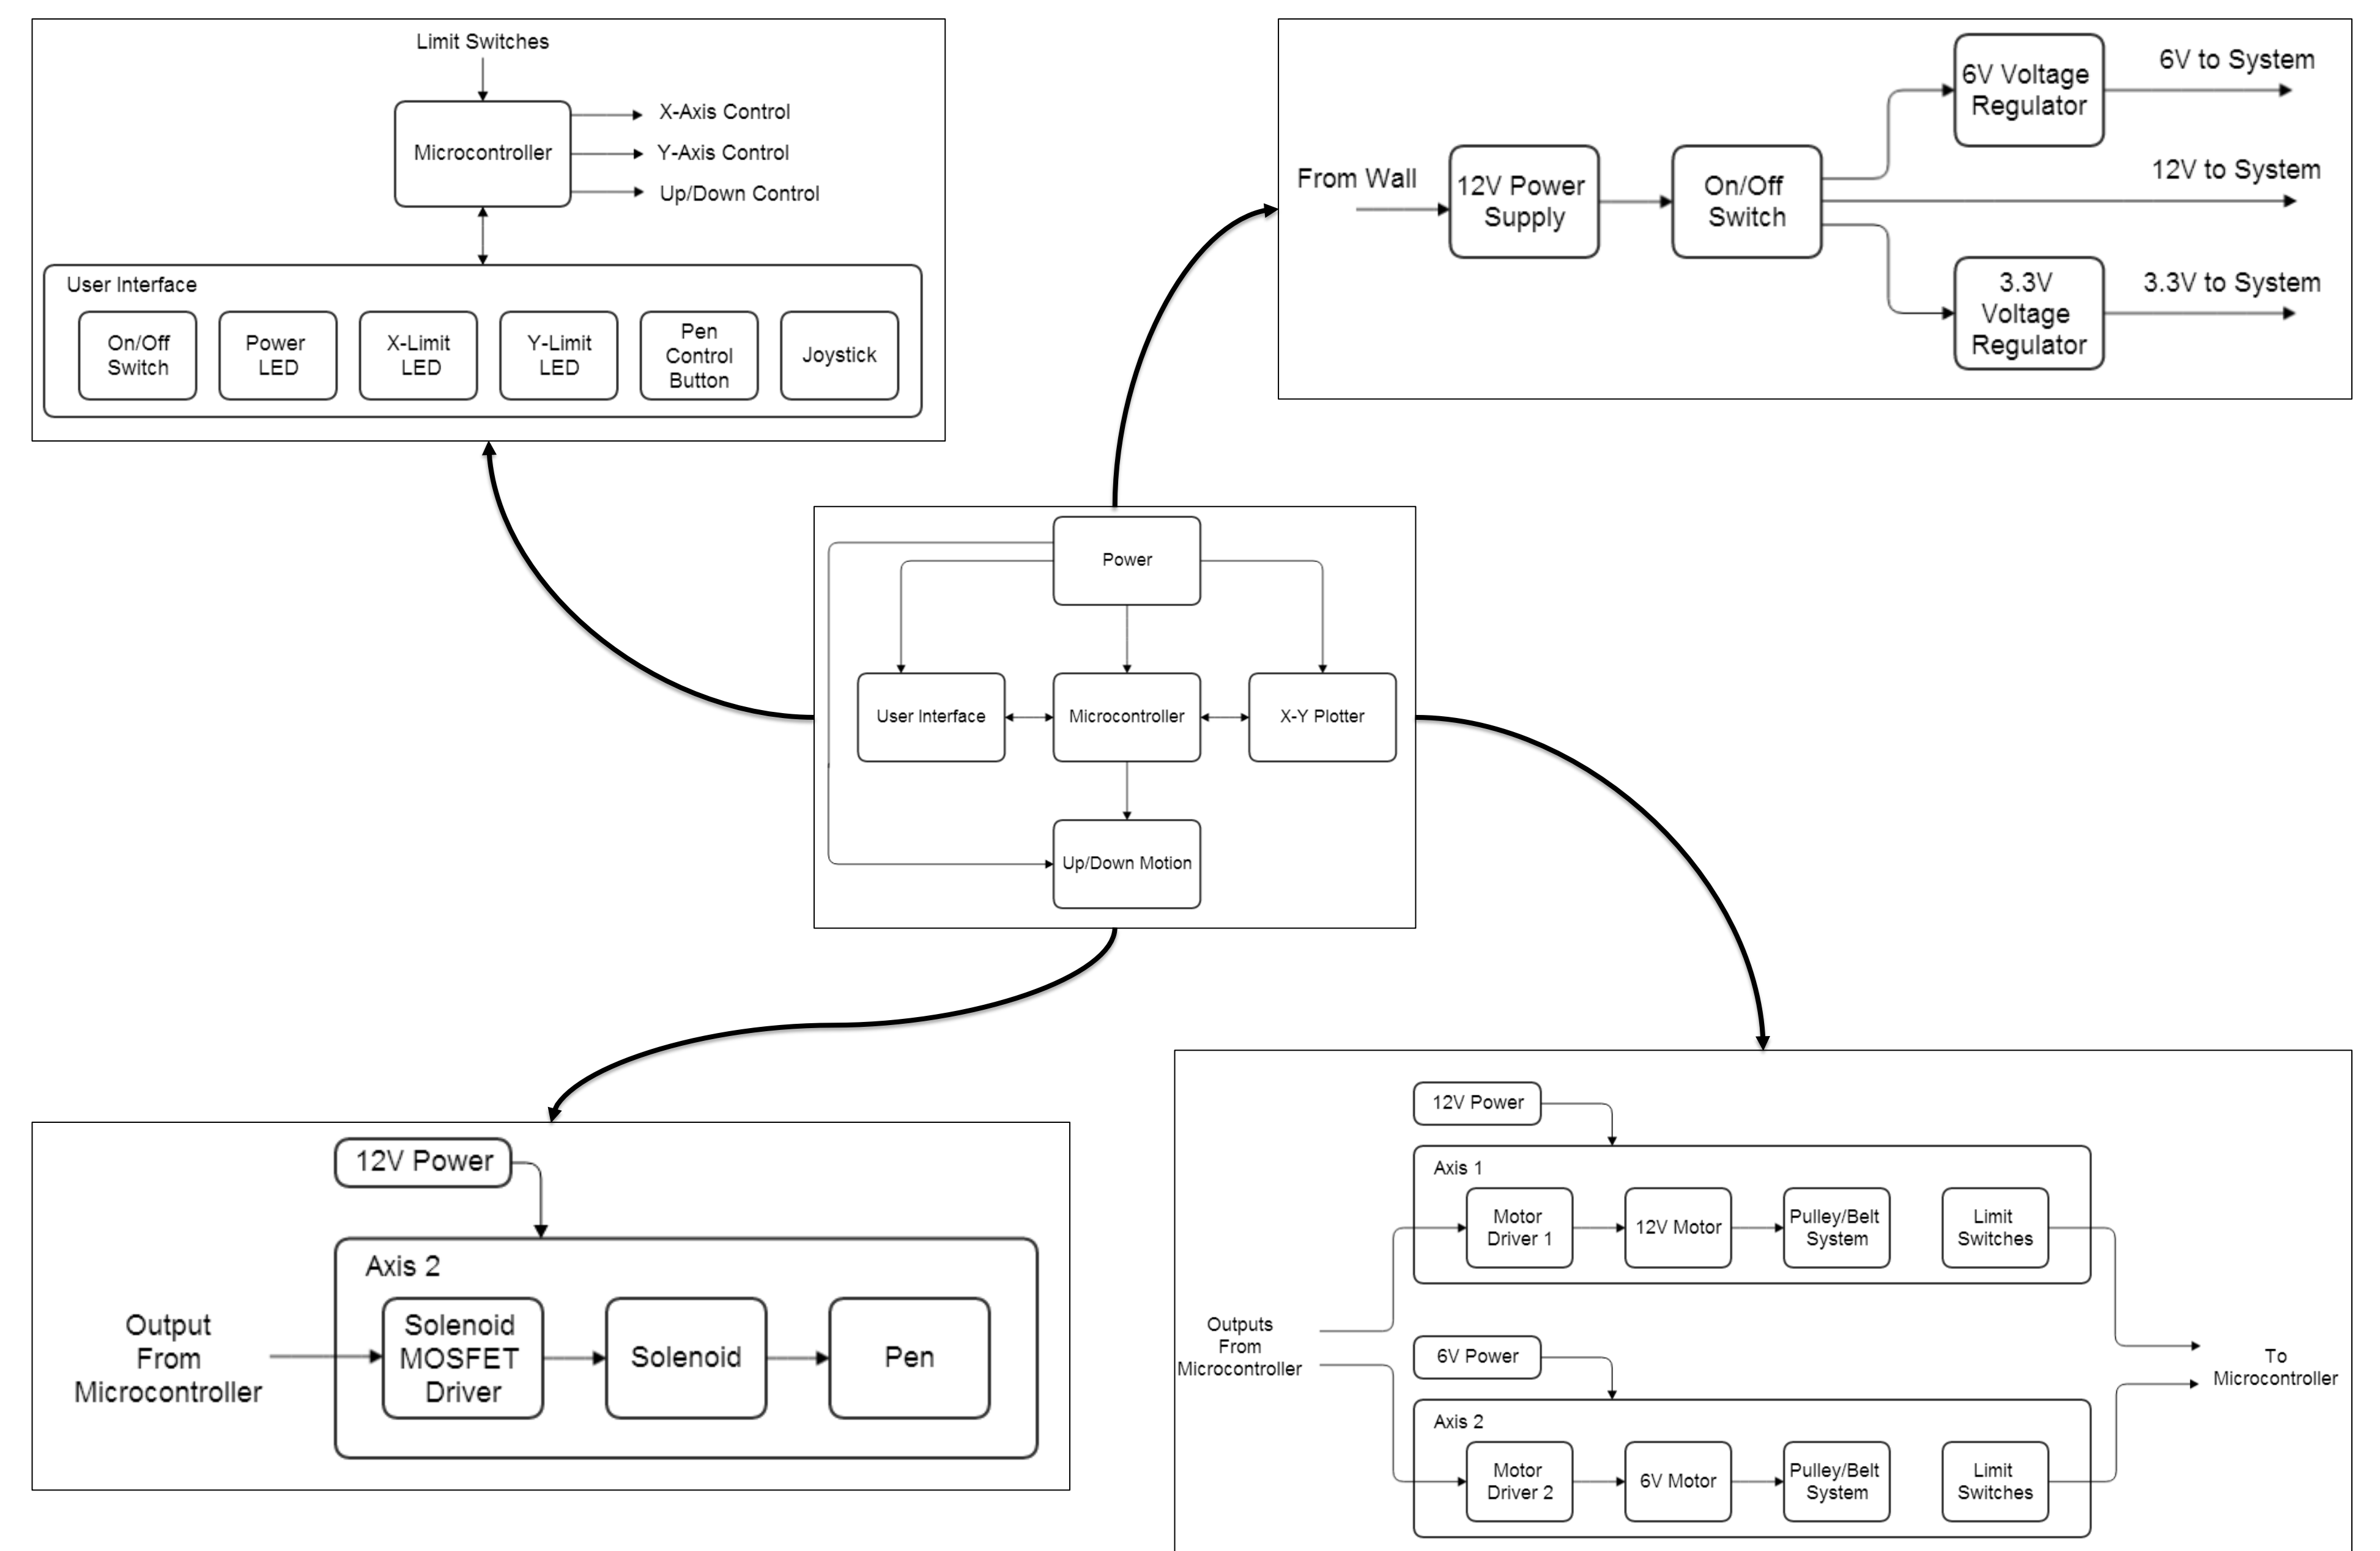 Limit Switches
Microcontroller
X-Axis Control
Y-Axis Control
Up/Down Control
User Interface
On/Off
Switch
Power
LED
X-Limit
LED
Y-Limit
LED
Pen
Control
Button
Joystick
From Wall
12V Power
Supply
On/Off
Switch
6V Voltage
Regulator
6V to System
12V to System
3.3V
Voltage
Regulator
3.3V to System
Power
User Interface
Microcontroller
X-Y Plotter
Up/Down Motion
12V Power
Axis 2
Output
From
Microcontroller
Solenoid
MOSFET
Driver
Solenoid
Pen
12V Power
Axis 1
Motor
Driver 1
12V Motor
Pulley/Belt
System
Limit
Switches
Outputs
From
Microcontroller
6V Power
To
Microcontroller
Axis 2
Motor
Driver 2
6V Motor
Pulley/Belt
System
Limit
Switches